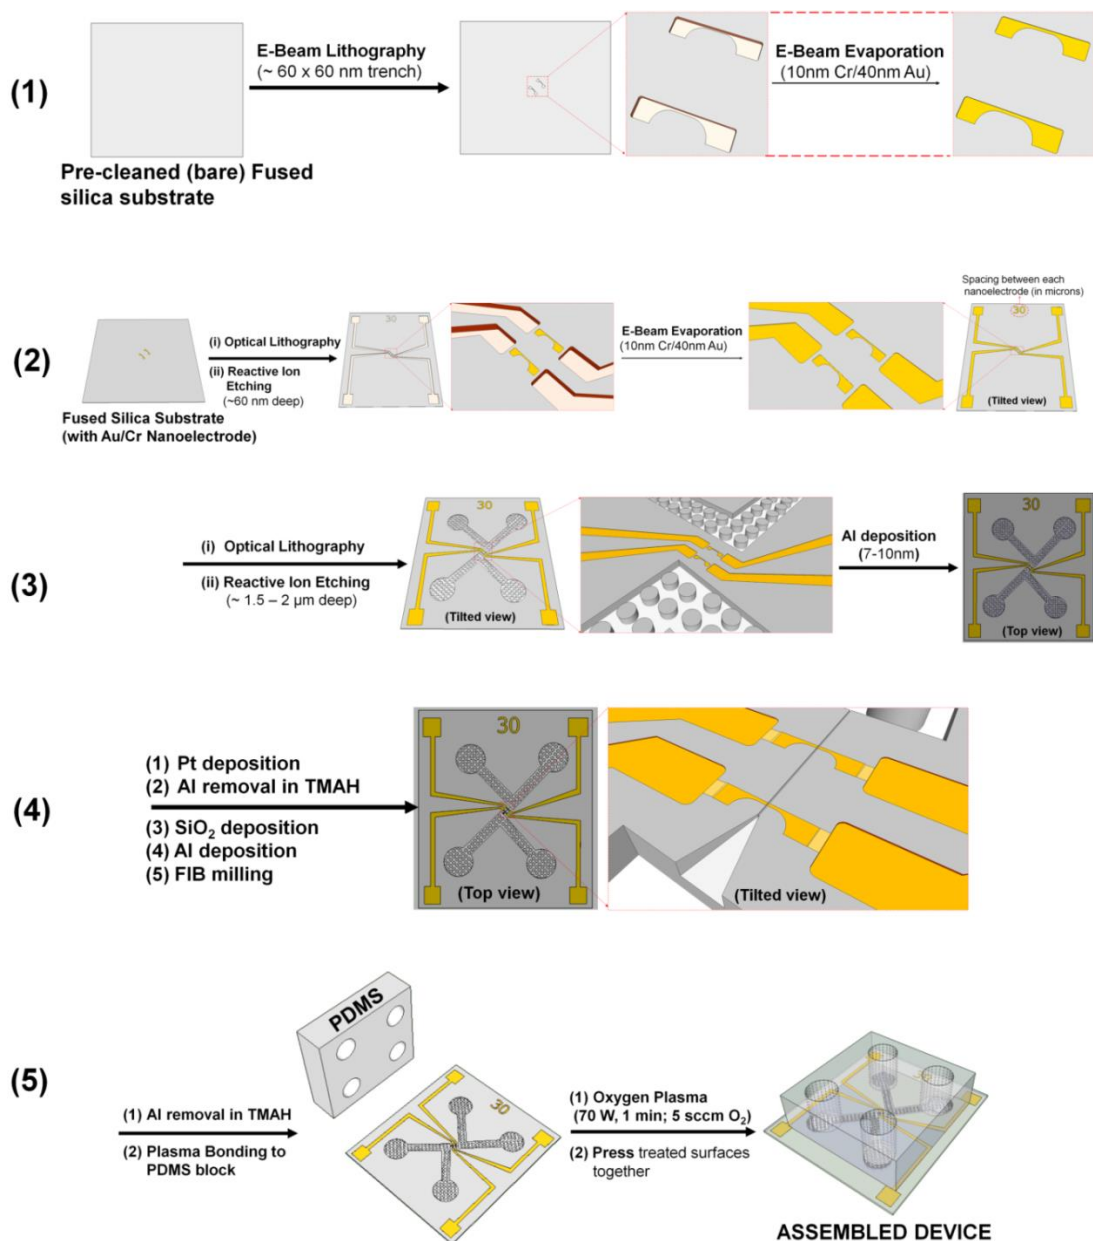 (1)
E-Beam Lithography
(~ 60 x 60 nm trench)
E-Beam Evaporation
(10nm Cr/40nm Au)
Pre-cleaned (bare) Fused
silica substrate
(2)
(i) Optical Lithography
(ii) Reactive Ion
Etching
(~60 nm deep)
Fused Silica Substrate
(with Au/Cr Nanoelectrode)
30
E-Beam Evaporation
(10nm Cr/40nm Au)
Spacing between each
nanoelectrode (in microns)
30
(Tilted view)
(3)
(i) Optical Lithography
(ii) Reactive Ion Etching
(~ 1.5 – 2 µm deep)
30
(Tilted view)
Al deposition
(7-10nm)
30
(Top view)
(4)
(1) Pt deposition
(2) Al removal in TMAH
(3) SiO₂ deposition
(4) Al deposition
(5) FIB milling
30
(Top view)
(Tilted view)
(5)
PDMS
(1) Al removal in TMAH
(2) Plasma Bonding to
PDMS block
30
(1) Oxygen Plasma
(70 W, 1 min; 5 sccm O₂)
(2) Press treated surfaces
together
30
ASSEMBLED DEVICE